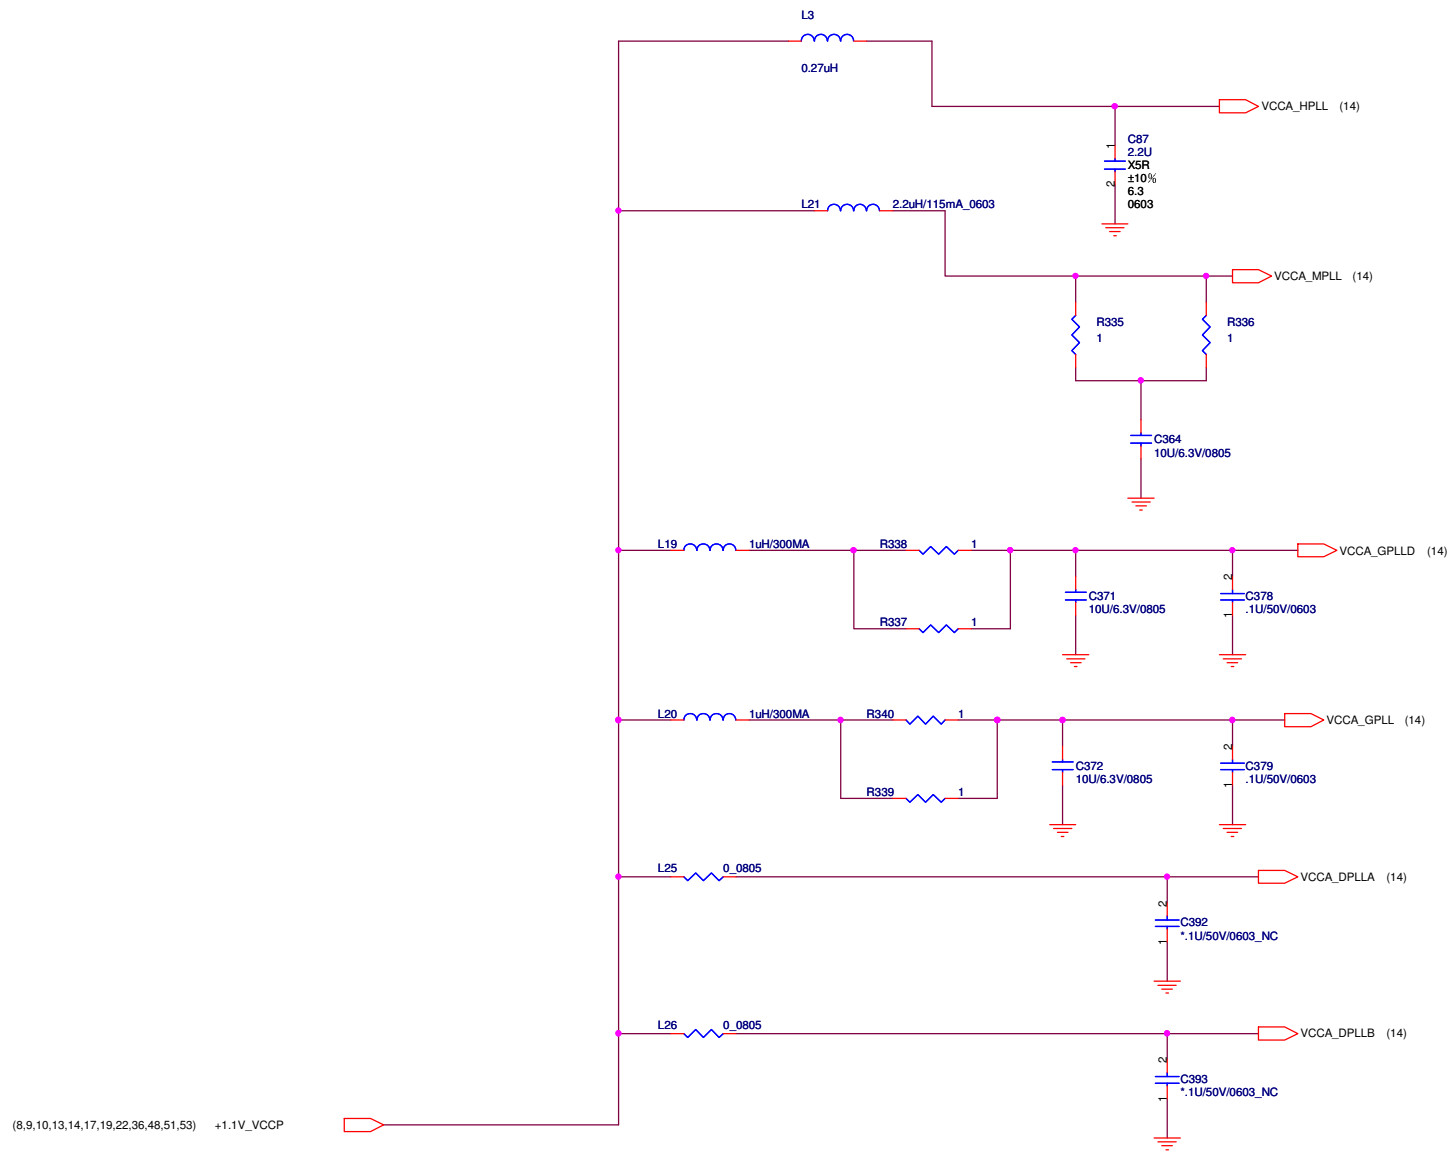 L3
0.27uH
VCCA_HPLL (14)
1
2
C87
2.2U
X5R
±10%
6.3
0603
L21 2.2uH/115mA_0603
VCCA_MPLL (14)
R335
1
R336
1
C364
10U/6.3V/0805
L19 1uH/300MA
R338 1
VCCA_GPLLD (14)
R337 1
C371
10U/6.3V/0805
2
1
C378
.1U/50V/0603
L20 1uH/300MA
R340 1
VCCA_GPLL (14)
R339 1
C372
10U/6.3V/0805
2
1
C379
.1U/50V/0603
L25 0_0805
VCCA_DPLLA (14)
2
1
C392
*.1U/50V/0603_NC
L26 0_0805
VCCA_DPLLB (14)
2
1
C393
*.1U/50V/0603_NC
(8,9,10,13,14,17,19,22,36,48,51,53) +1.1V_VCCP